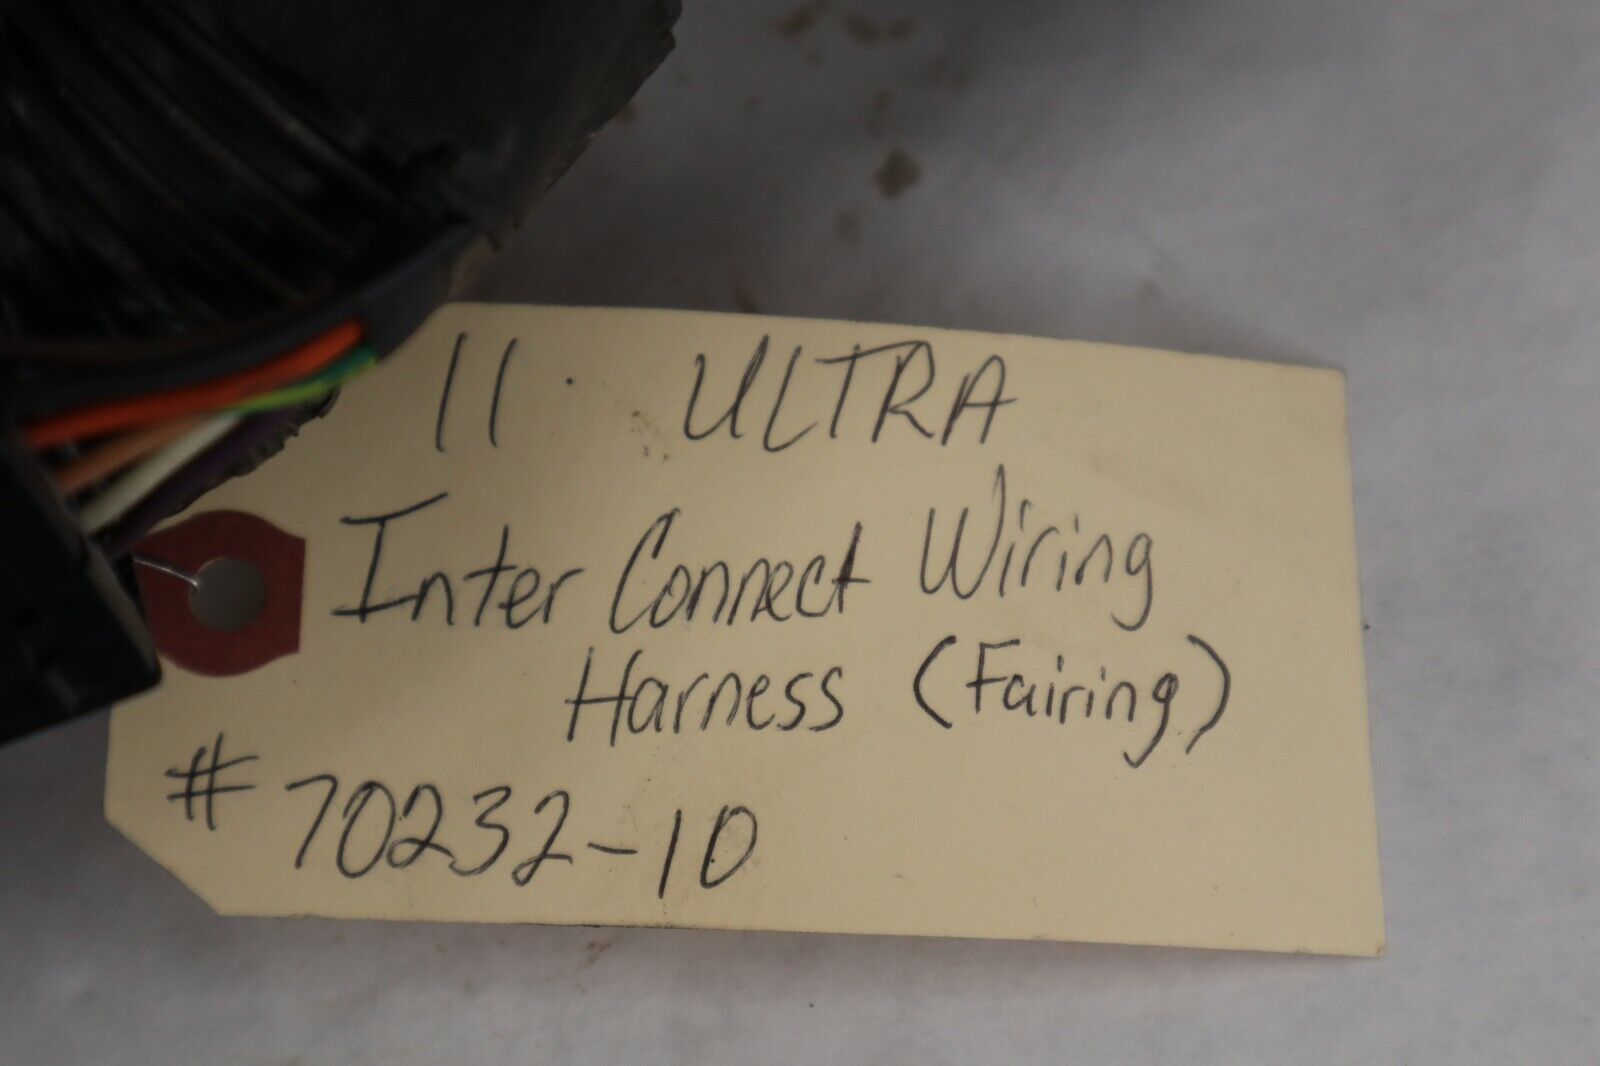 11 ULTRA
Inter Connect Wiring
Harness (Fairing)
# 70232-10